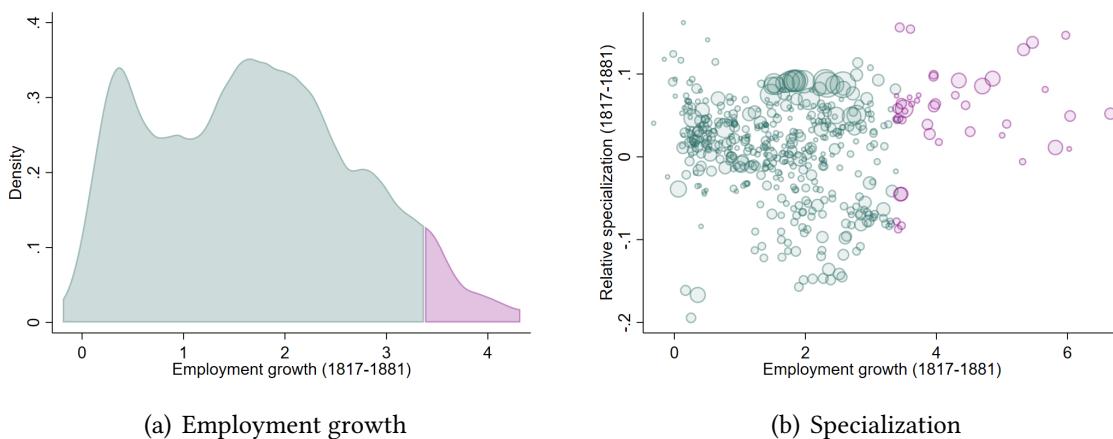 .4
.3
.2
.1
0
Density
0 1 2 3 4
Employment growth (1817-1881)
(a) Employment growth
.1
0
-.1
-.2
Relative specialization (1817-1881)
0 2 4 6
Employment growth (1817-1881)
(b) Specialization